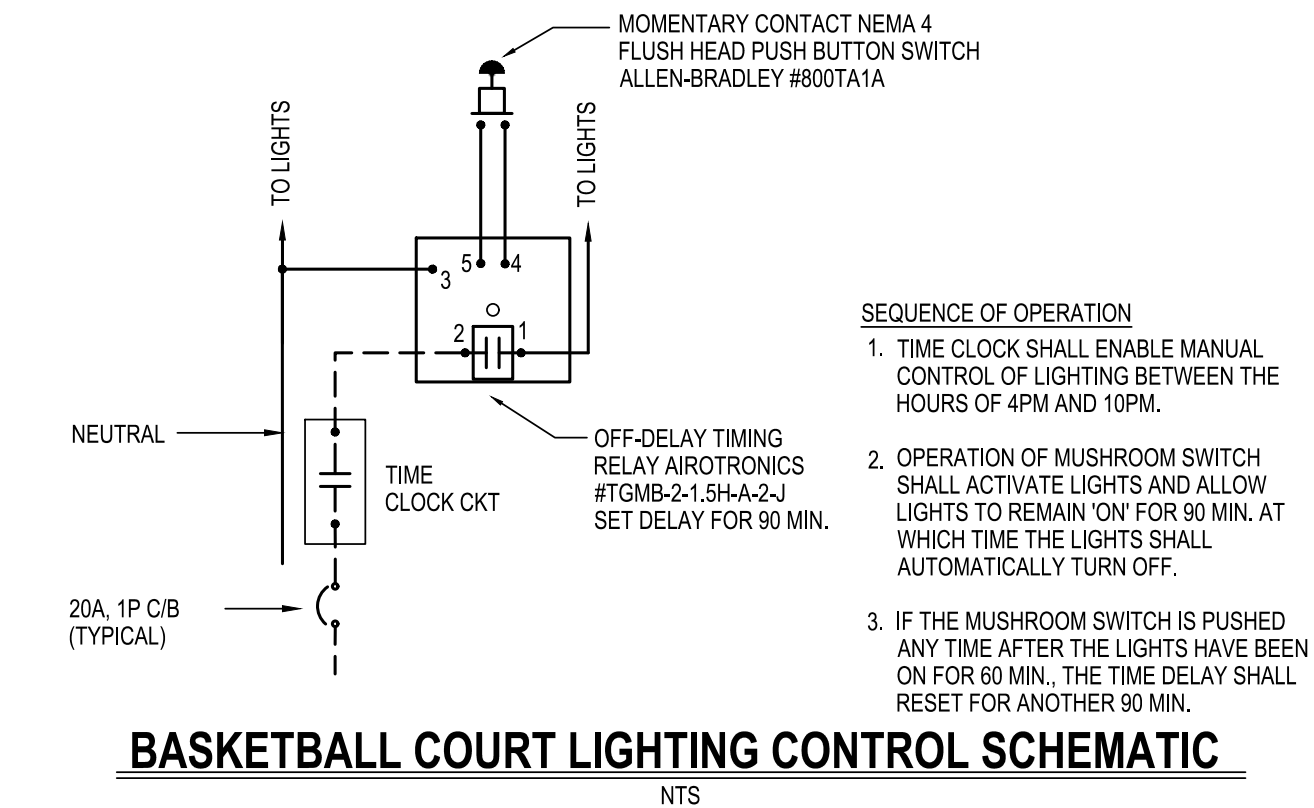 MOMENTARY CONTACT NEMA 4
FLUSH HEAD PUSH BUTTON SWITCH
ALLEN-BRADLEY #800TA1A
TO LIGHTS
TO LIGHTS
5
4
3
2
1
NEUTRAL
TIME
CLOCK CKT
OFF-DELAY TIMING
RELAY AIROTRONICS
#TGMB-2-1.5H-A-2-J
SET DELAY FOR 90 MIN.
20A, 1P C/B
(TYPICAL)
SEQUENCE OF OPERATION
1. TIME CLOCK SHALL ENABLE MANUAL
CONTROL OF LIGHTING BETWEEN THE
HOURS OF 4PM AND 10PM.
2. OPERATION OF MUSHROOM SWITCH
SHALL ACTIVATE LIGHTS AND ALLOW
LIGHTS TO REMAIN 'ON' FOR 90 MIN. AT
WHICH TIME THE LIGHTS SHALL
AUTOMATICALLY TURN OFF.
3. IF THE MUSHROOM SWITCH IS PUSHED
ANY TIME AFTER THE LIGHTS HAVE BEEN
ON FOR 60 MIN., THE TIME DELAY SHALL
RESET FOR ANOTHER 90 MIN.
BASKETBALL COURT LIGHTING CONTROL SCHEMATIC
NTS